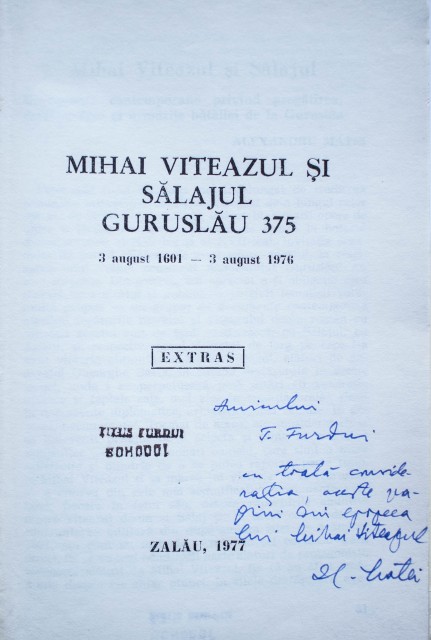 MIHAI VITEAZUL ȘI
SĂLAJUL
GURUSLĂU 375
3 august 1601 — 3 august 1976
EXTRAS
Amicului
T. Furdui
TITUS FURDUI
SOHODOL
cu toată conside-
rația, aceste pa-
gini din epopeea
lui Mihai Viteazul
ZALĂU, 1977